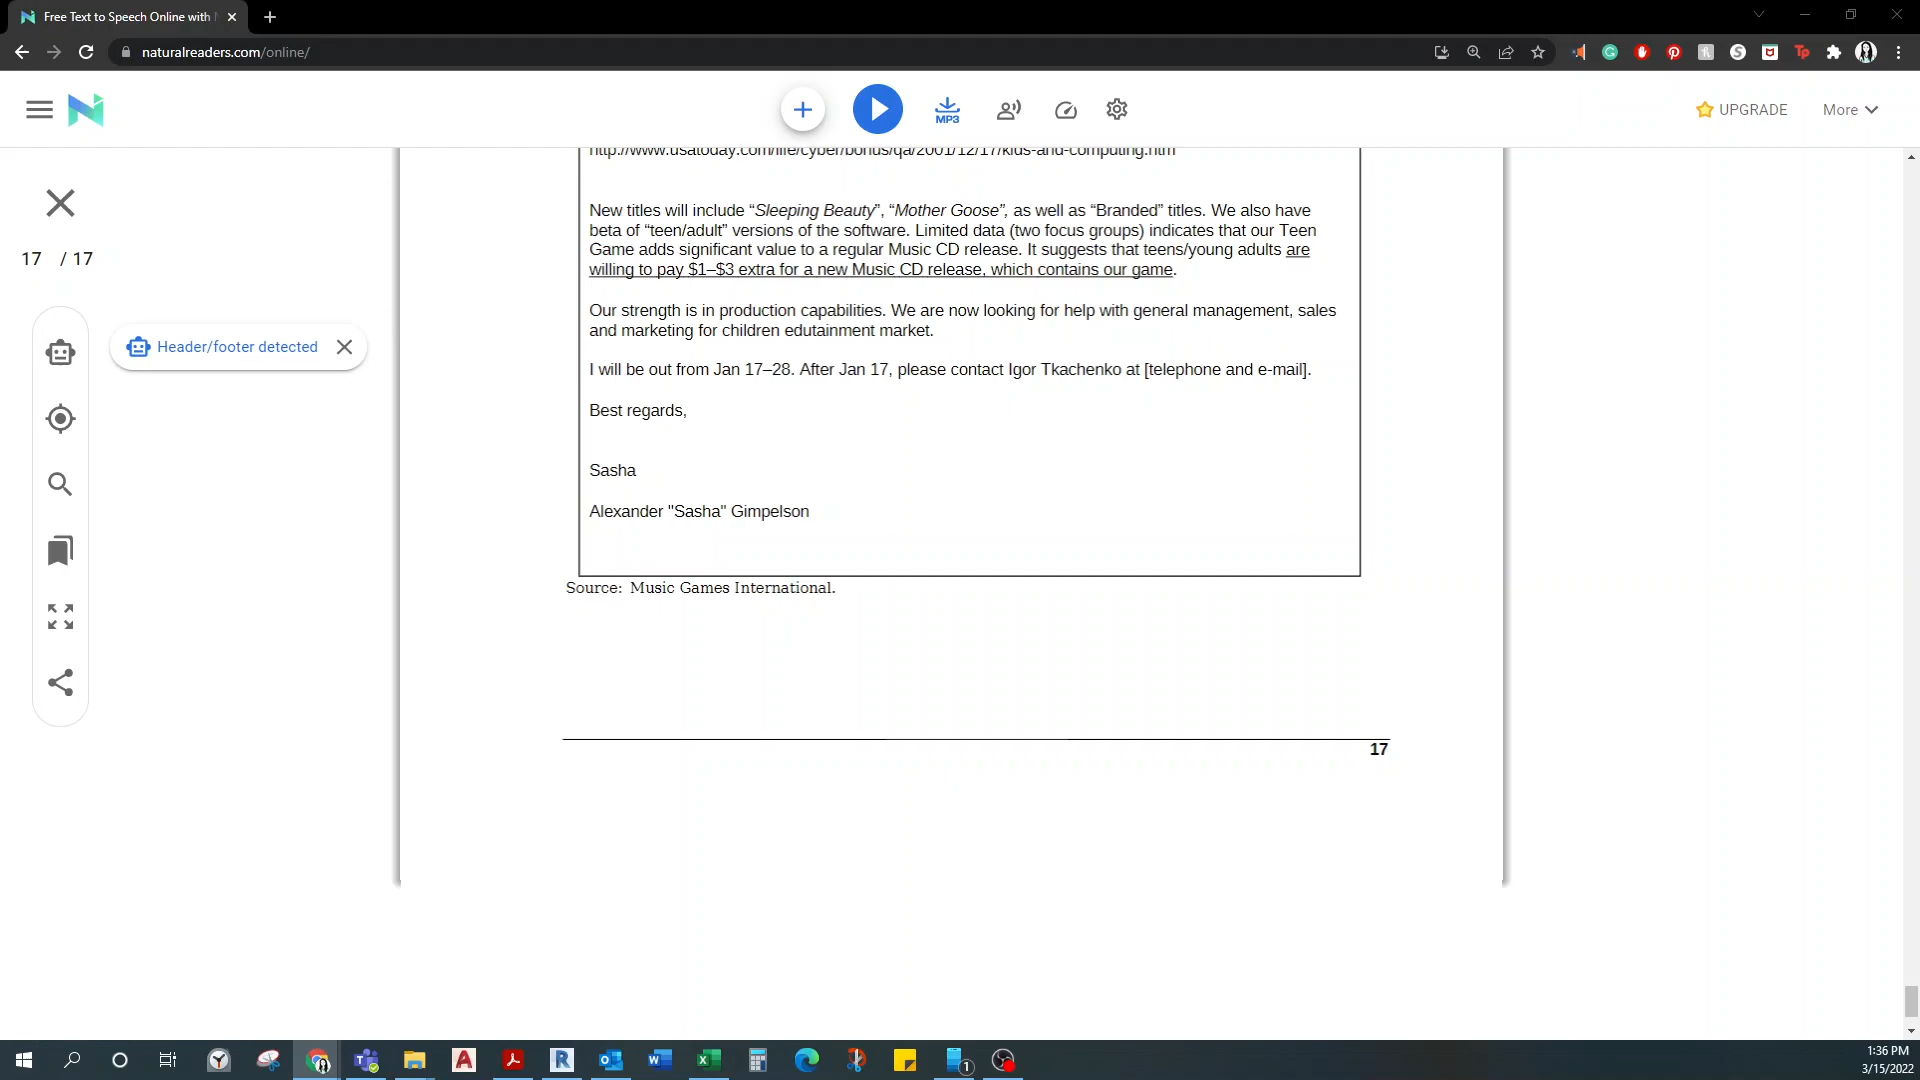 Free Text to Speech Online with
naturalreaders.com/online/
MP3
UPGRADE
More
17 / 17
Header/footer detected
http://www.usatoday.com/life/cyber/bonus/qa/2001/12/17/kids-and-computing.htm
New titles will include “Sleeping Beauty”, “Mother Goose”, as well as “Branded” titles. We also have
beta of “teen/adult” versions of the software. Limited data (two focus groups) indicates that our Teen
Game adds significant value to a regular Music CD release. It suggests that teens/young adults are
willing to pay $1–$3 extra for a new Music CD release, which contains our game.
Our strength is in production capabilities. We are now looking for help with general management, sales
and marketing for children edutainment market.
I will be out from Jan 17–28. After Jan 17, please contact Igor Tkachenko at [telephone and e-mail].
Best regards,
Sasha
Alexander "Sasha" Gimpelson
Source: Music Games International.
17
1:36 PM
3/15/2022